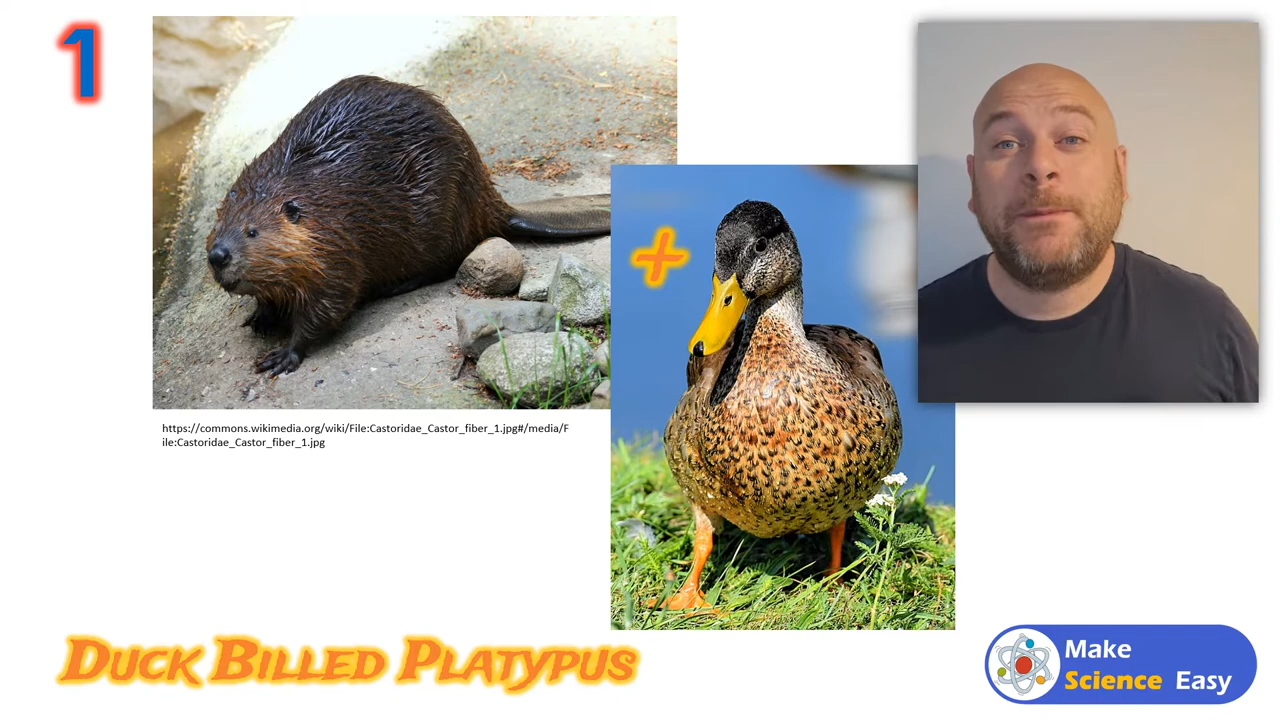 1
+
https://commons.wikimedia.org/wiki/File:Castoridae_Castor_fiber_1.jpg#/media/F
ile:Castoridae_Castor_fiber_1.jpg
Duck Billed Platypus
Make
Science Easy